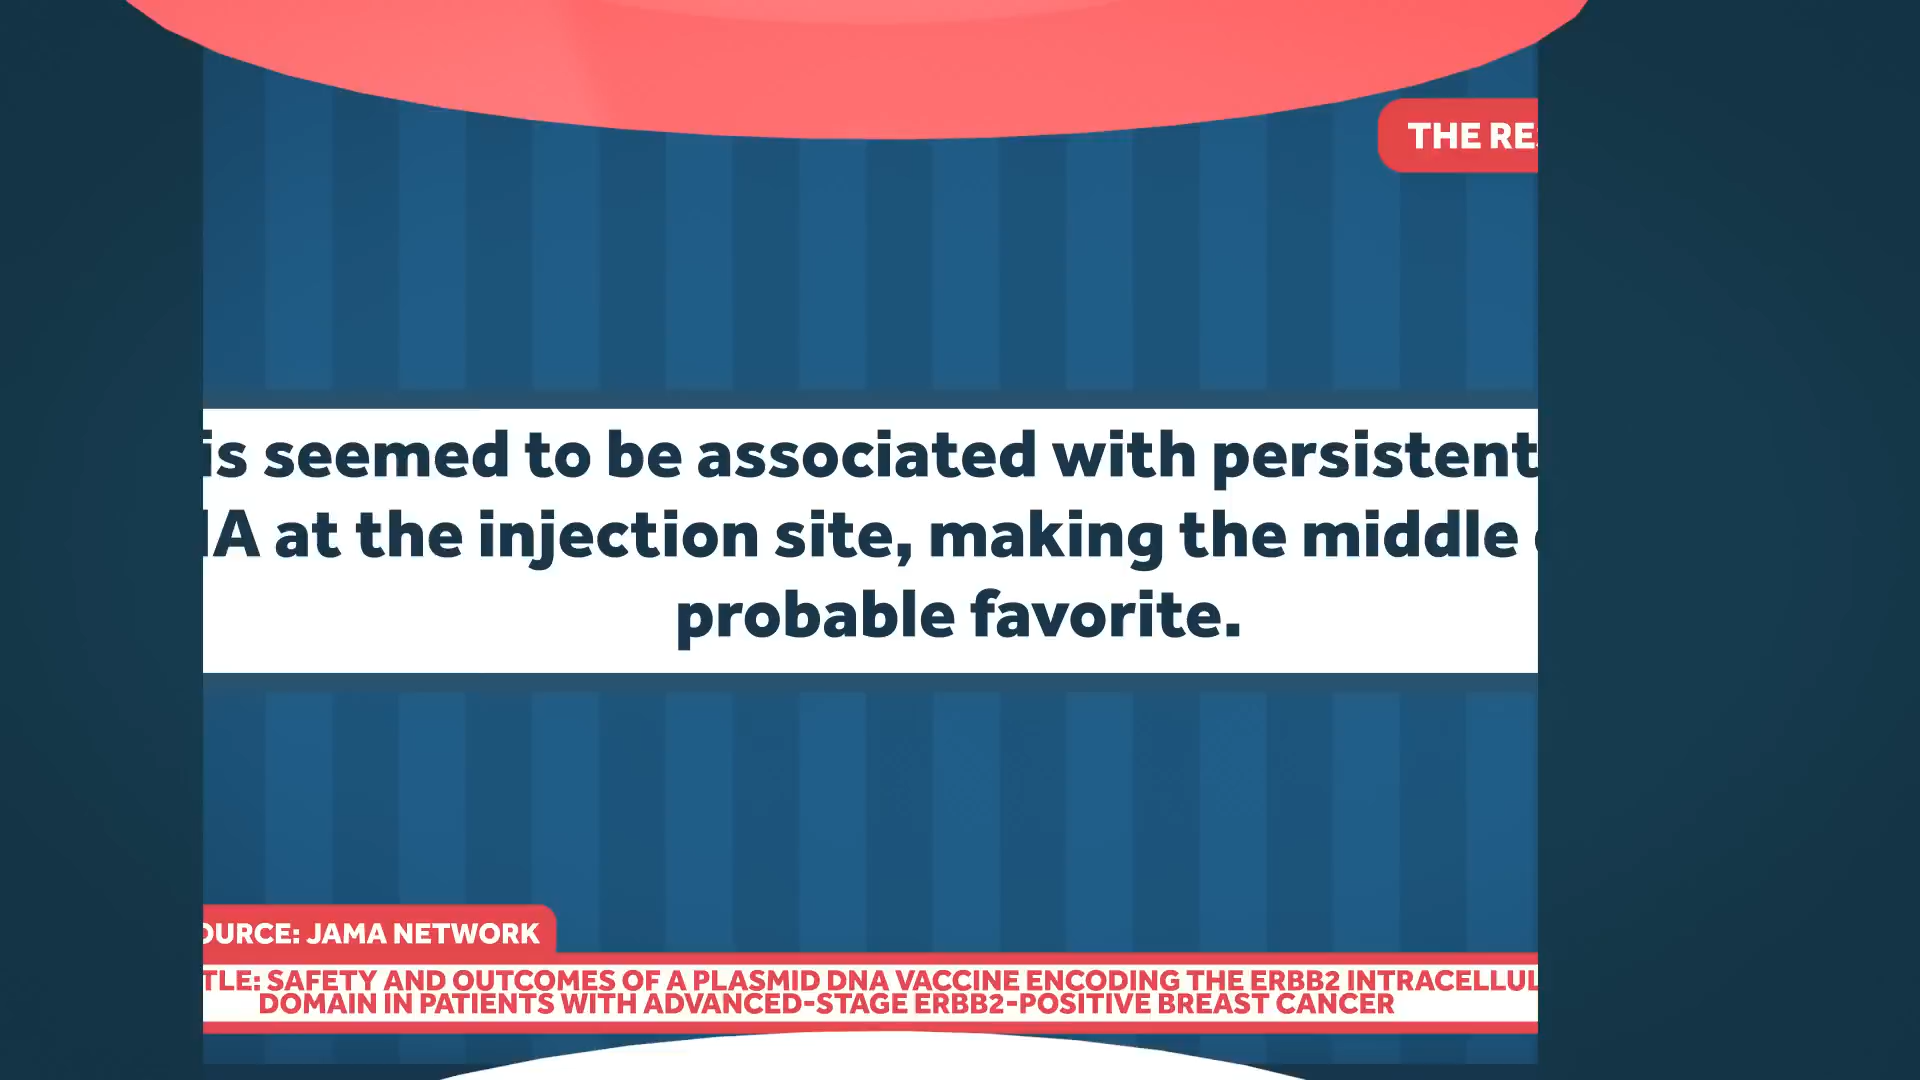 THE RE
is seemed to be associated with persistent
at the injection site, making the middle
probable favorite.
OURCE: JAMA NETWORK
TLE: SAFETY AND OUTCOMES OF A PLASMID DNA VACCINE ENCODING THE ERBB2 INTRACELLUL
DOMAIN IN PATIENTS WITH ADVANCED-STAGE ERBB2-POSITIVE BREAST CANCER